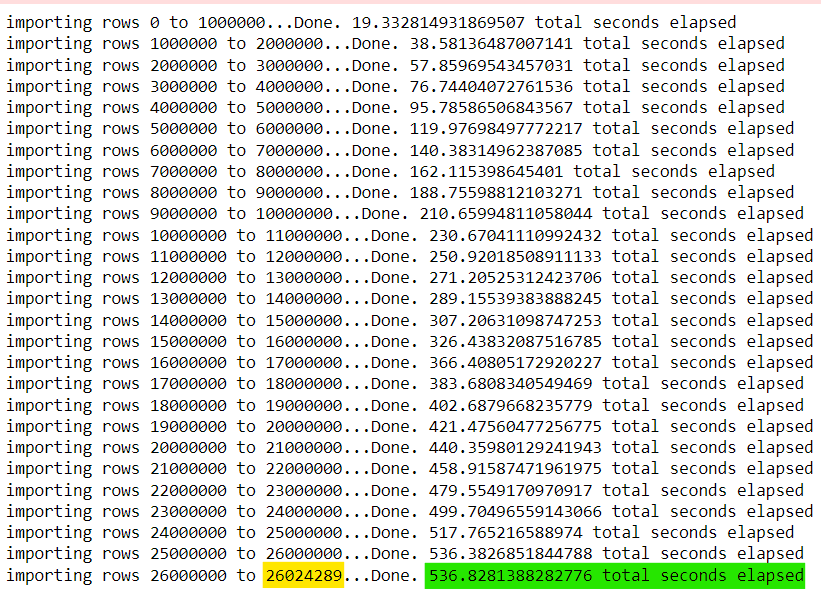 importing rows 0 to 1000000...Done. 19.332814931869507 total seconds elapsed
importing rows 1000000 to 2000000...Done. 38.58136487007141 total seconds elapsed
importing rows 2000000 to 3000000...Done. 57.85969543457031 total seconds elapsed
importing rows 3000000 to 4000000...Done. 76.74404072761536 total seconds elapsed
importing rows 4000000 to 5000000...Done. 95.78586506843567 total seconds elapsed
importing rows 5000000 to 6000000...Done. 119.97698497772217 total seconds elapsed
importing rows 6000000 to 7000000...Done. 140.38314962387085 total seconds elapsed
importing rows 7000000 to 8000000...Done. 162.115398645401 total seconds elapsed
importing rows 8000000 to 9000000...Done. 188.75598812103271 total seconds elapsed
importing rows 9000000 to 10000000...Done. 210.65994811058044 total seconds elapsed
importing rows 10000000 to 11000000...Done. 230.67041110992432 total seconds elapsed
importing rows 11000000 to 12000000...Done. 250.92018508911133 total seconds elapsed
importing rows 12000000 to 13000000...Done. 271.20525312423706 total seconds elapsed
importing rows 13000000 to 14000000...Done. 289.15539383888245 total seconds elapsed
importing rows 14000000 to 15000000...Done. 307.20631098747253 total seconds elapsed
importing rows 15000000 to 16000000...Done. 326.43832087516785 total seconds elapsed
importing rows 16000000 to 17000000...Done. 366.40805172920227 total seconds elapsed
importing rows 17000000 to 18000000...Done. 383.6808340549469 total seconds elapsed
importing rows 18000000 to 19000000...Done. 402.6879668235779 total seconds elapsed
importing rows 19000000 to 20000000...Done. 421.47560477256775 total seconds elapsed
importing rows 20000000 to 21000000...Done. 440.35980129241943 total seconds elapsed
importing rows 21000000 to 22000000...Done. 458.91587471961975 total seconds elapsed
importing rows 22000000 to 23000000...Done. 479.5549170970917 total seconds elapsed
importing rows 23000000 to 24000000...Done. 499.70496559143066 total seconds elapsed
importing rows 24000000 to 25000000...Done. 517.765216588974 total seconds elapsed
importing rows 25000000 to 26000000...Done. 536.3826851844788 total seconds elapsed
importing rows 26000000 to 26024289...Done. 536.8281388282776 total seconds elapsed